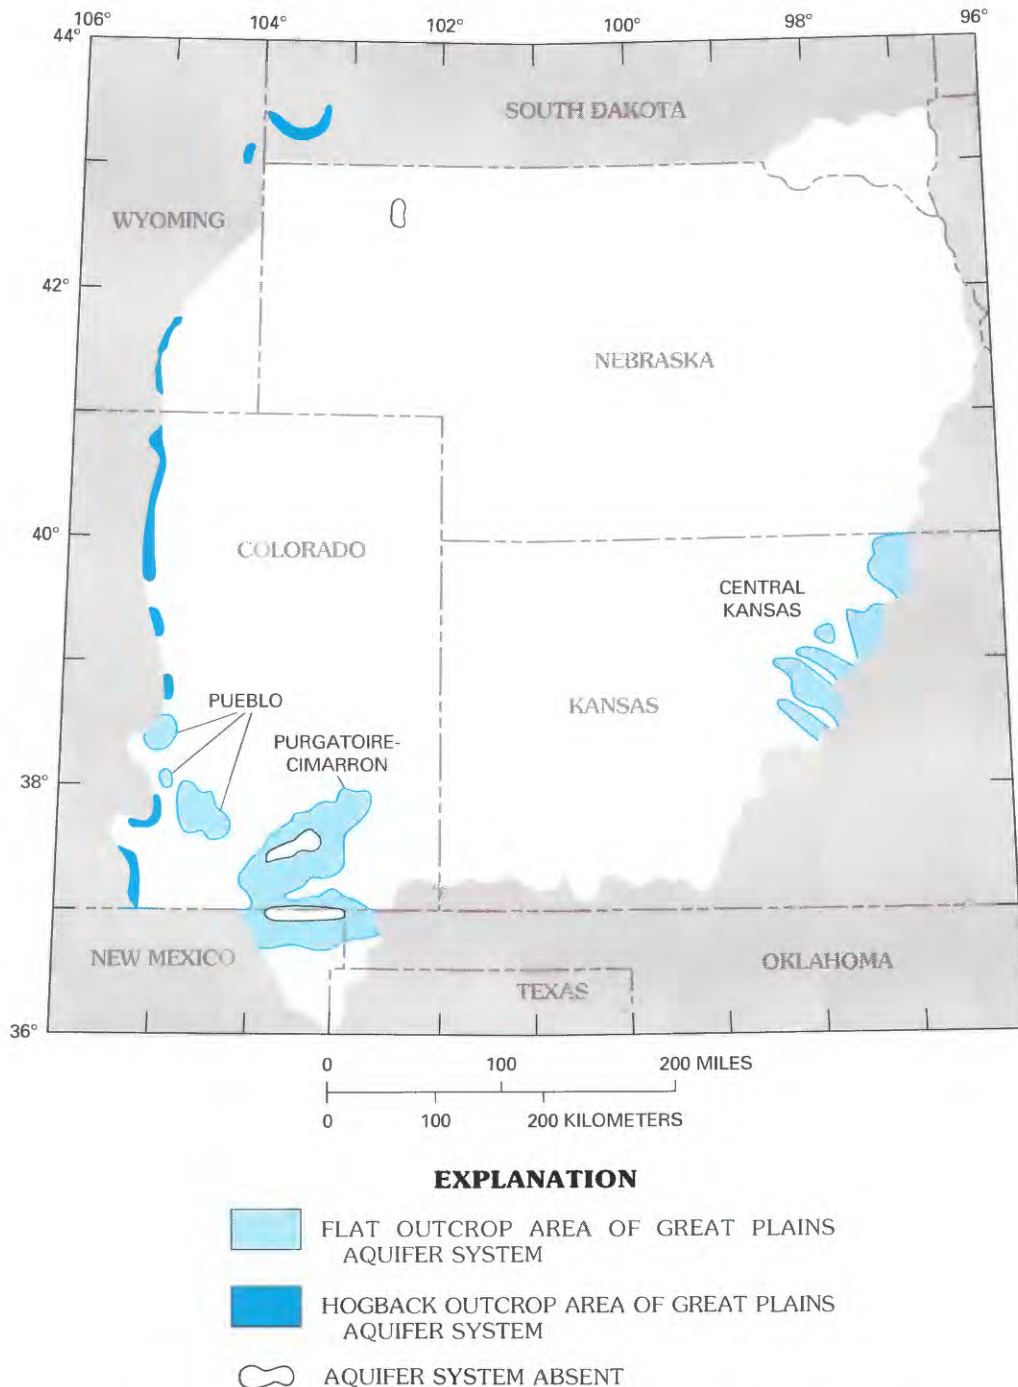 106°
104°
102°
100°
98°
96°
44°
SOUTH DAKOTA
WYOMING
42°
NEBRASKA
40°
COLORADO
CENTRAL
KANSAS
KANSAS
PUEBLO
PURGATOIRE-
CIMARRON
38°
NEW MEXICO
OKLAHOMA
TEXAS
36°
0 100 200 MILES
0 100 200 KILOMETERS
EXPLANATION
FLAT OUTCROP AREA OF GREAT PLAINS
AQUIFER SYSTEM
HOGBACK OUTCROP AREA OF GREAT PLAINS
AQUIFER SYSTEM
AQUIFER SYSTEM ABSENT